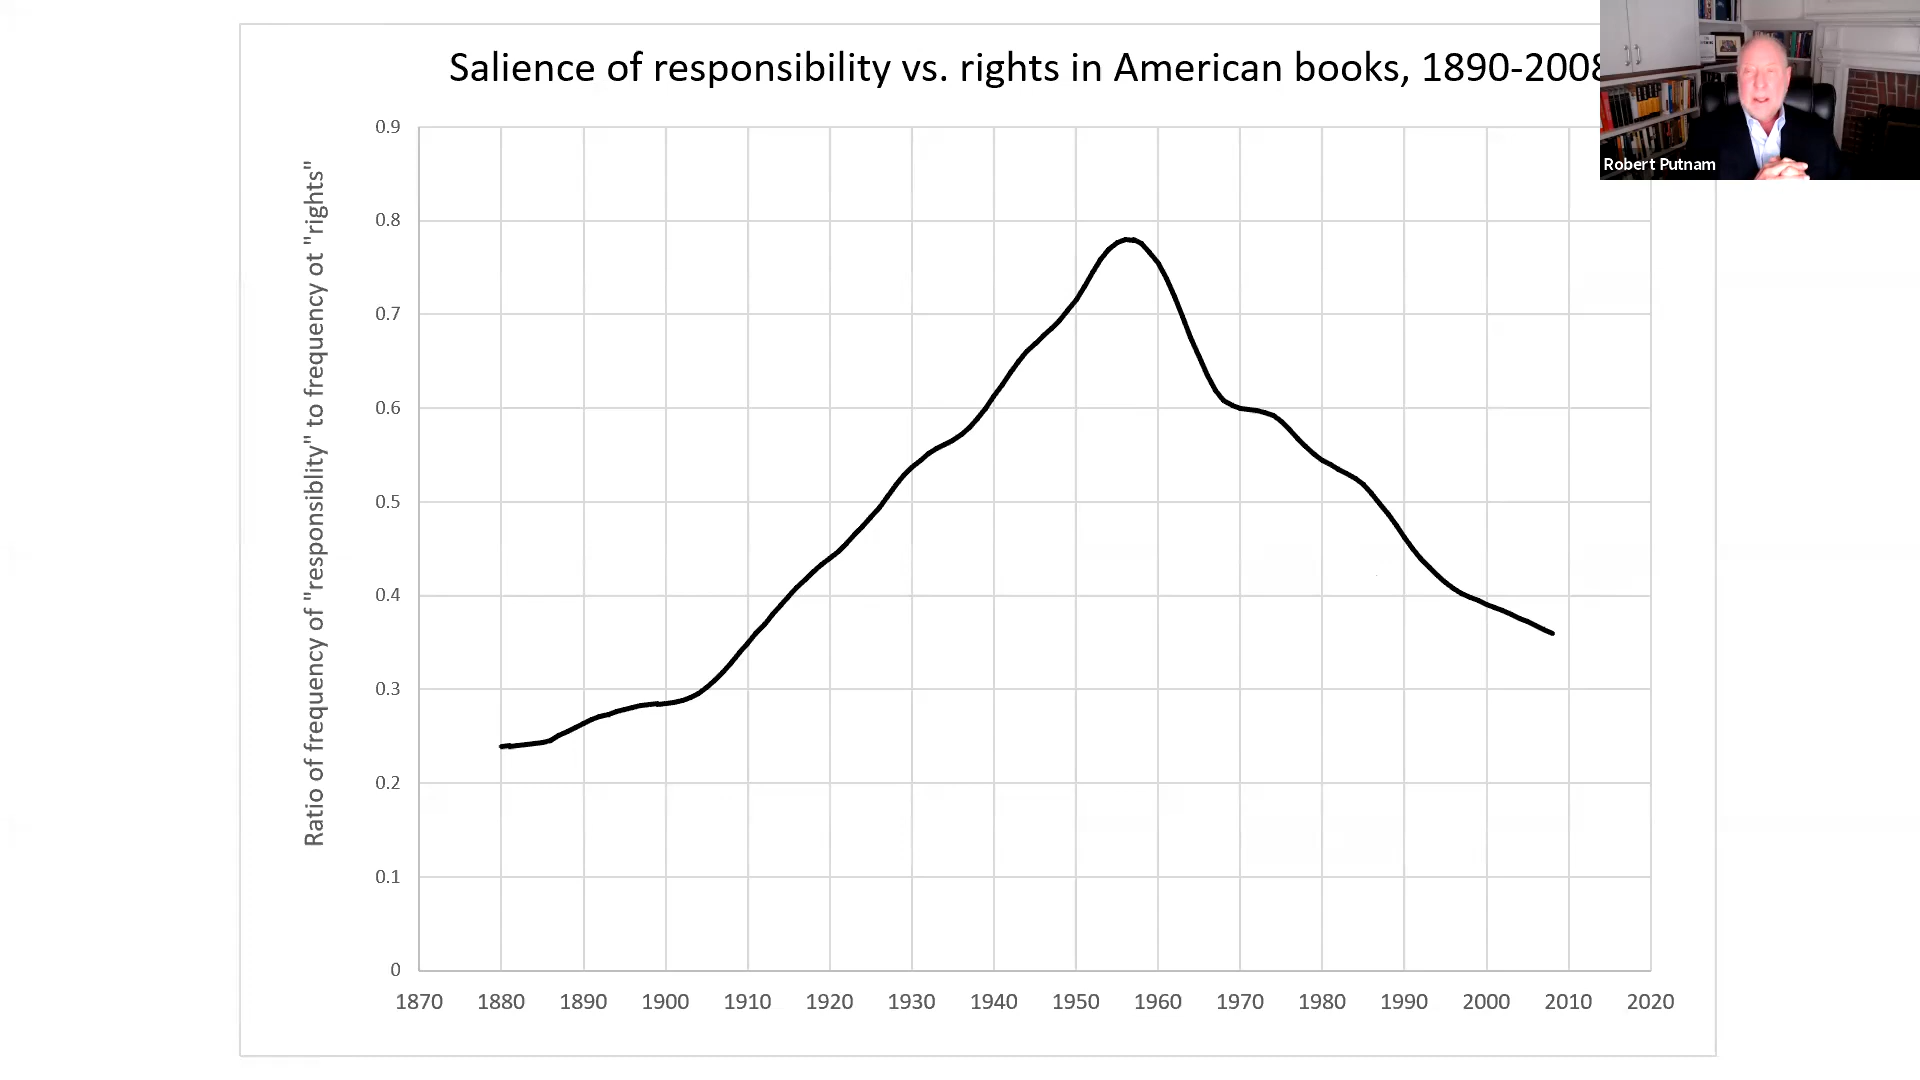 Salience of responsibility vs. rights in American books, 1890-2008
Robert Putnam
Ratio of frequency of "responsiblity" to frequency ot "rights"
0.9
0.8
0.7
0.6
0.5
0.4
0.3
0.2
0.1
0
1870 1880 1890 1900 1910 1920 1930 1940 1950 1960 1970 1980 1990 2000 2010 2020